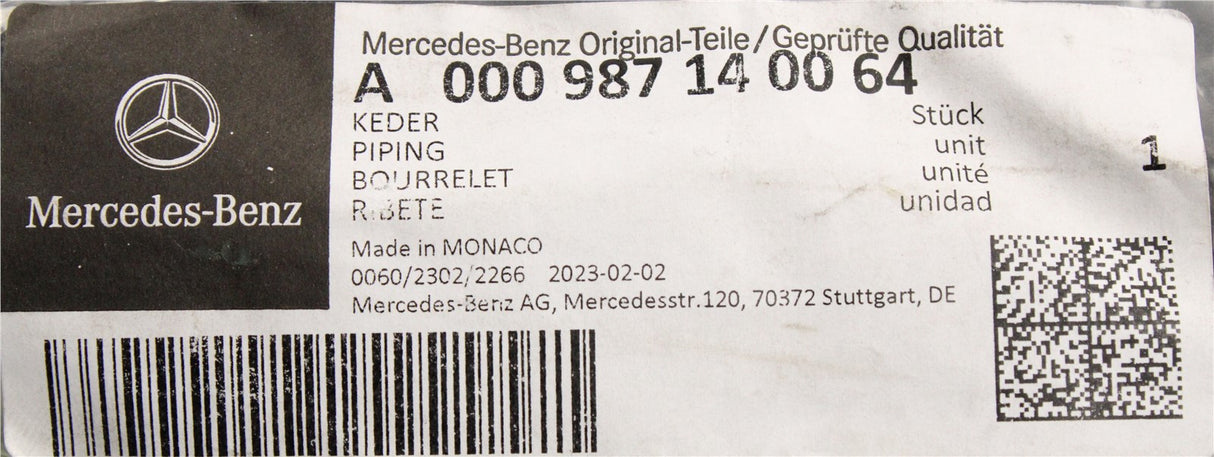 Mercedes-Benz
Mercedes-Benz Original-Teile/Geprüfte Qualität
A 000 987 14 00 64
KEDER
PIPING
BOURRELET
RIBETE
Stück
unit
unité
unidad
1
Made in MONACO
0060/2302/2266 2023-02-02
Mercedes-Benz AG, Mercedesstr.120, 70372 Stuttgart, DE